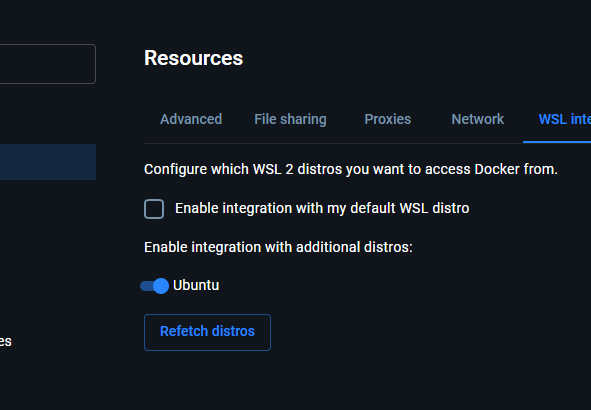 Resources
Advanced File sharing Proxies Network WSL inte
Configure which WSL 2 distros you want to access Docker from.
Enable integration with my default WSL distro
Enable integration with additional distros:
Ubuntu
Refetch distros
es